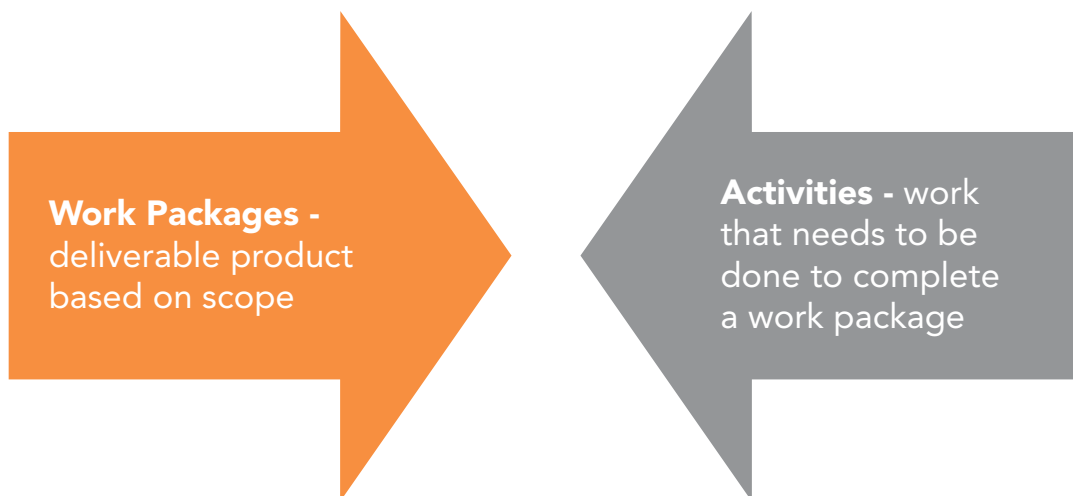 Work Packages -
deliverable product
based on scope
Activities - work
that needs to be
done to complete
a work package